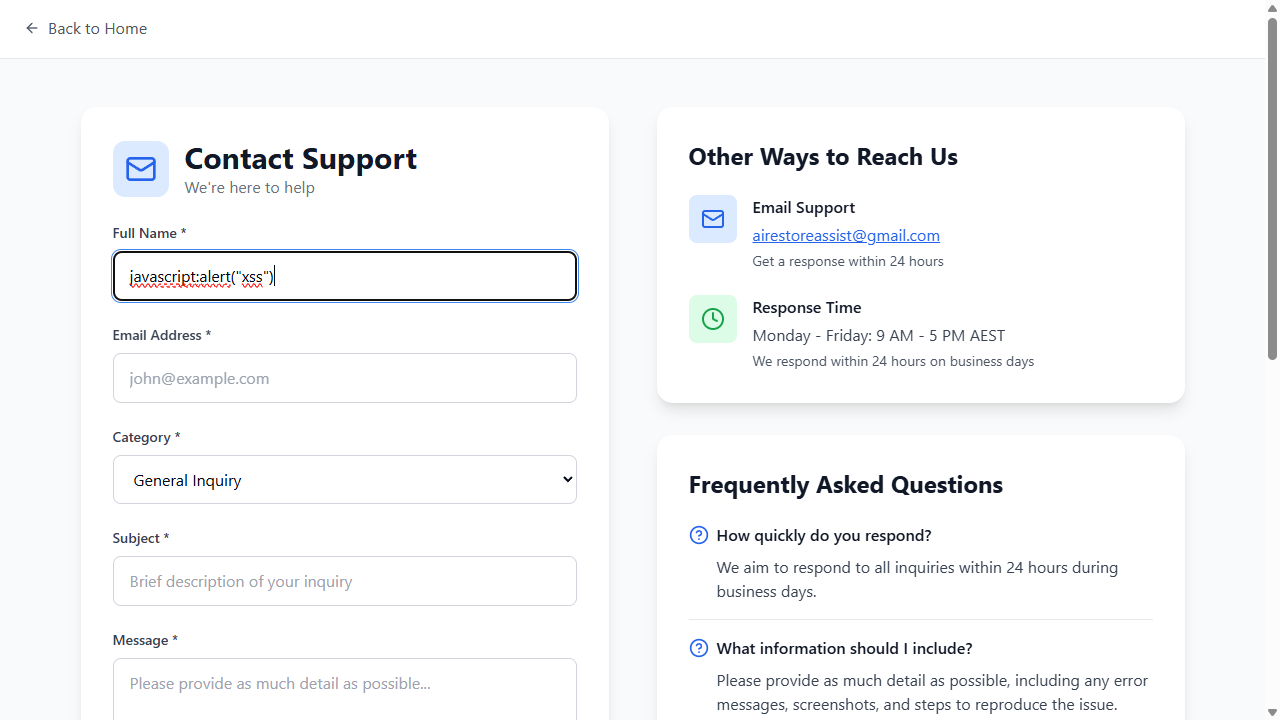 Back to Home
Contact Support
We're here to help
Full Name *
javascript:alert("xss")
Email Address *
john@example.com
Category *
General Inquiry
Subject *
Brief description of your inquiry
Message *
Please provide as much detail as possible...
Other Ways to Reach Us
Email Support
airestoreassist@gmail.com
Get a response within 24 hours
Response Time
Monday - Friday: 9 AM - 5 PM AEST
We respond within 24 hours on business days
Frequently Asked Questions
How quickly do you respond?
We aim to respond to all inquiries within 24 hours during
business days.
What information should I include?
Please provide as much detail as possible, including any error
messages, screenshots, and steps to reproduce the issue.